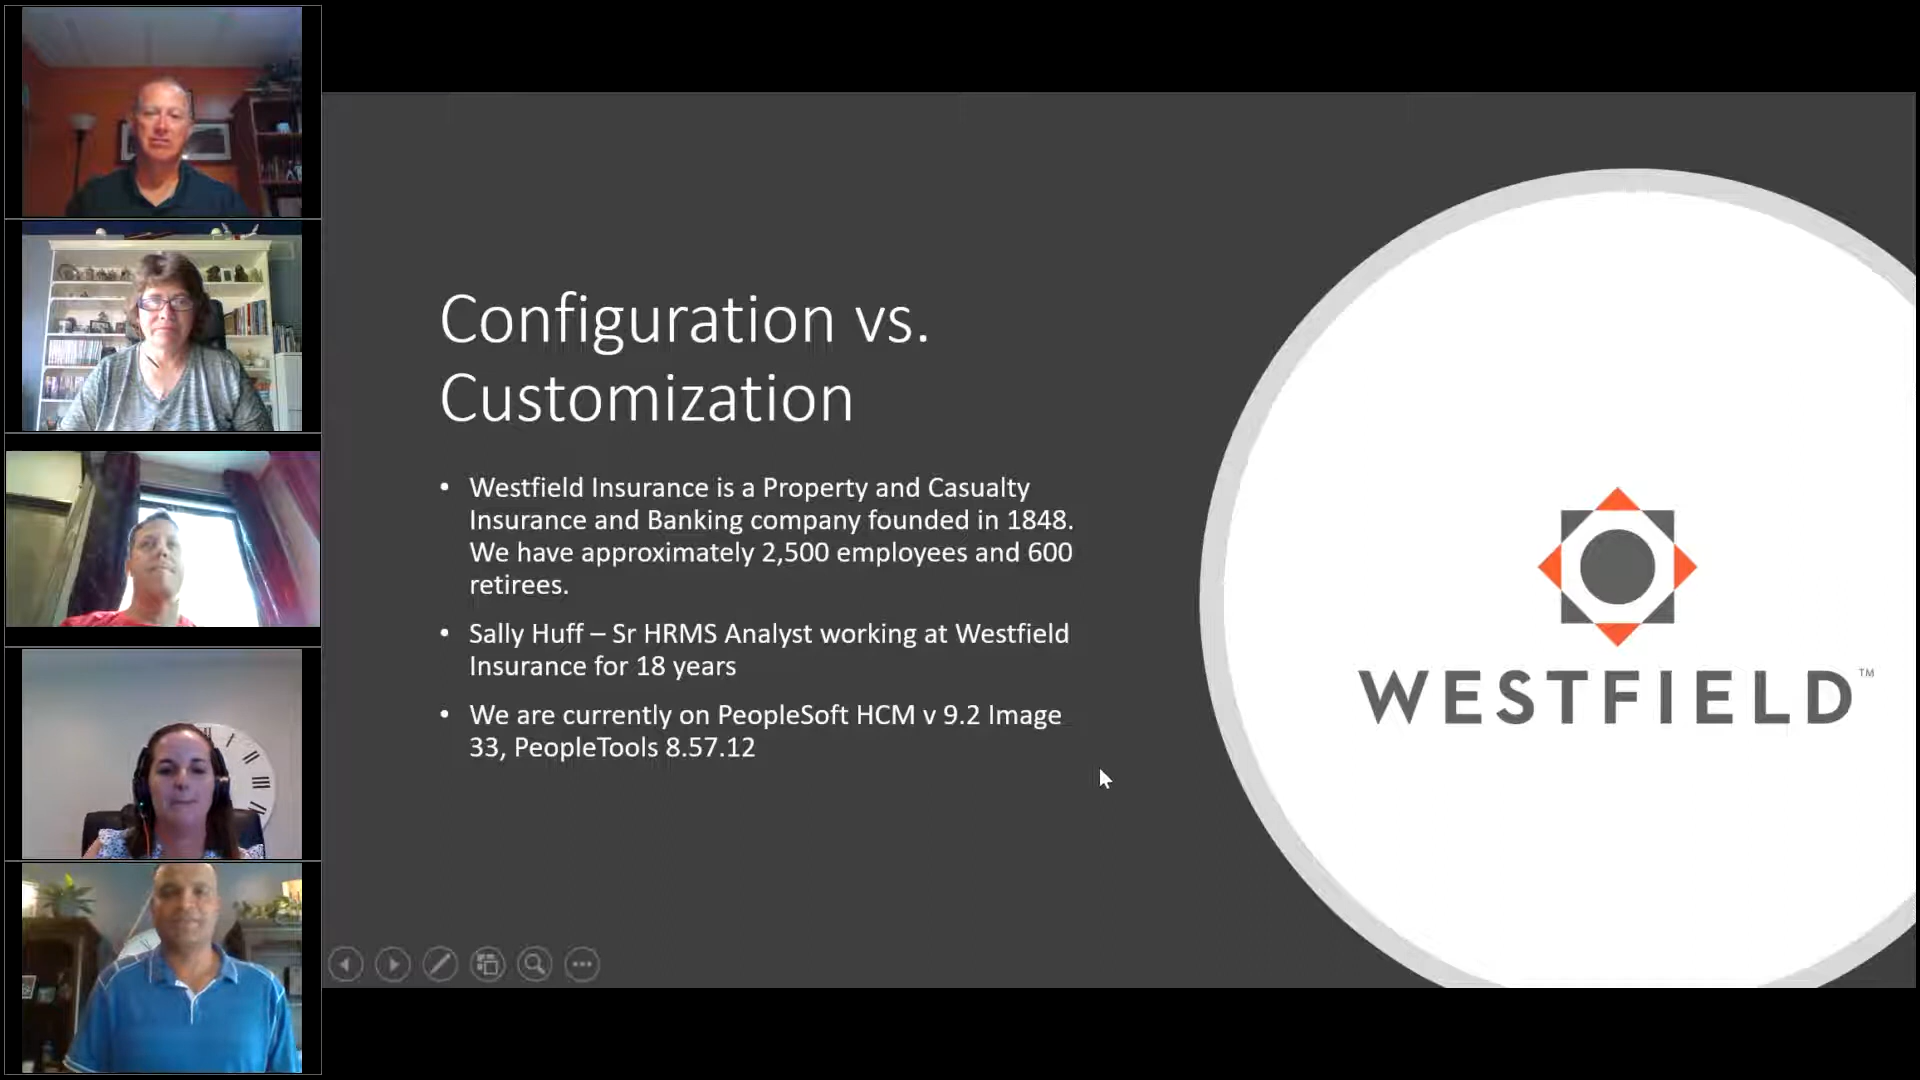 Configuration vs.
Customization
• Westfield Insurance is a Property and Casualty
Insurance and Banking company founded in 1848.
We have approximately 2,500 employees and 600
retirees.
• Sally Huff – Sr HRMS Analyst working at Westfield
Insurance for 18 years
• We are currently on PeopleSoft HCM v 9.2 Image
33, PeopleTools 8.57.12
WESTFIELD™